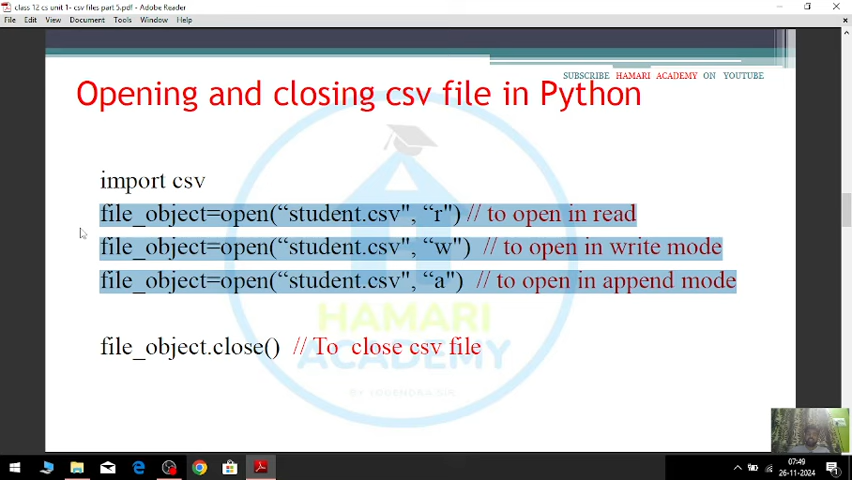 class 12 cs unit 1- csv files part 5.pdf - Adobe Reader
File Edit View Document Tools Window Help
SUBSCRIBE HAMARI ACADEMY ON YOUTUBE
Opening and closing csv file in Python
import csv
file_object=open(“student.csv", “r") // to open in read
file_object=open(“student.csv", “w") // to open in write mode
file_object=open(“student.csv", “a") // to open in append mode
HAMARI
file_object.close() // To close csv file
ACADEMY
BY JOGENDRA SIR
07:49
26-11-2024